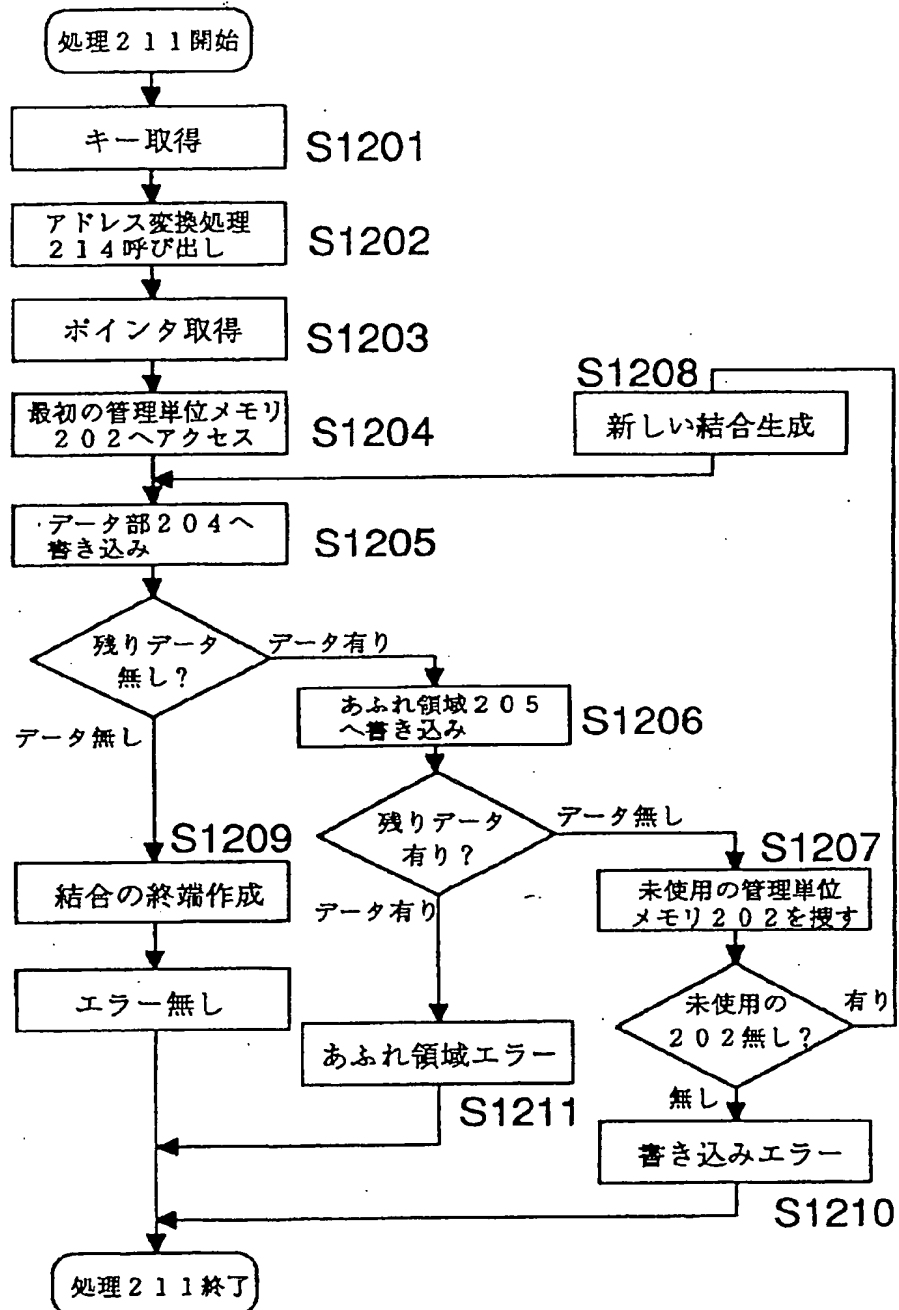 処理２１１開始
キー取得
S1201
アドレス変換処理
２１４呼び出し
S1202
ポインタ取得
S1203
S1208
最初の管理単位メモリ
２０２へアクセス
S1204
新しい結合生成
データ部２０４へ
書き込み
S1205
残りデータ
無し？
データ有り
あふれ領域２０５
へ書き込み
S1206
データ無し
残りデータ
有り？
データ無し
S1207
S1209
未使用の管理単位
メモリ２０２を捜す
結合の終端作成
データ有り
エラー無し
未使用の
２０２無し？
有り
あふれ領域エラー
S1211
無し
書き込みエラー
S1210
処理２１１終了